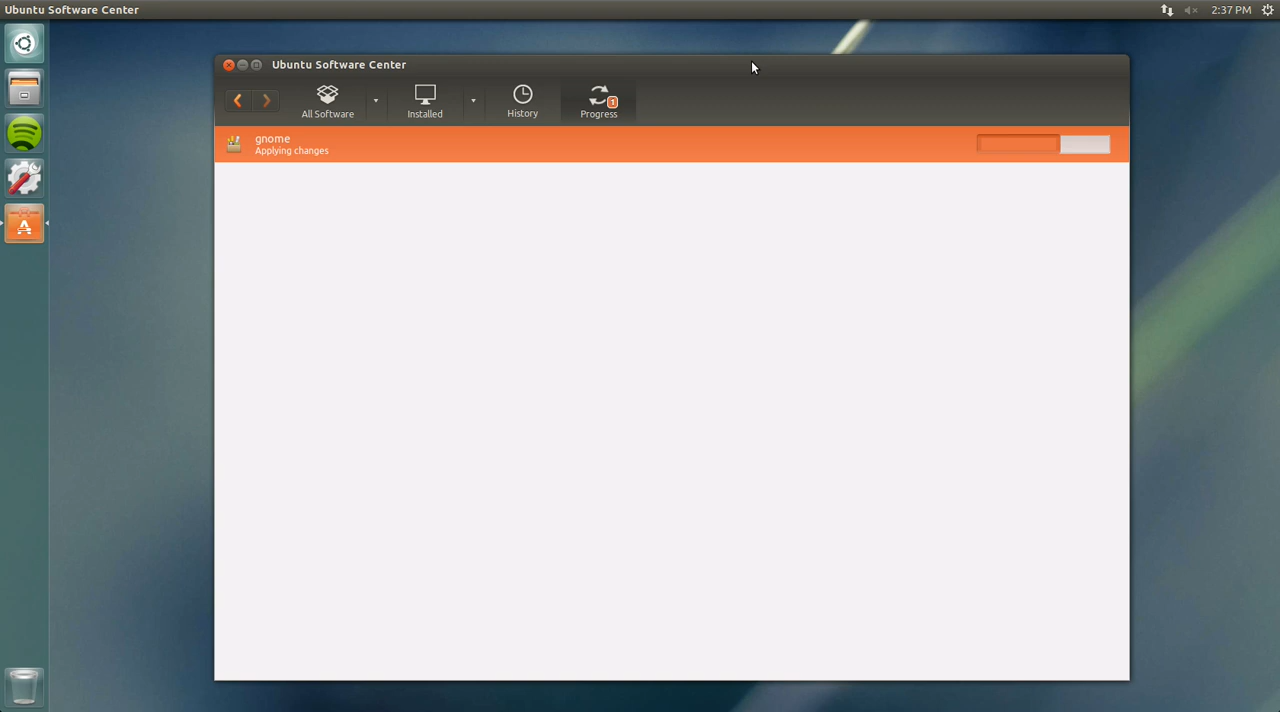 Ubuntu Software Center
2:37 PM
Ubuntu Software Center
All Software
Installed
History
Progress
1
gnome
Applying changes